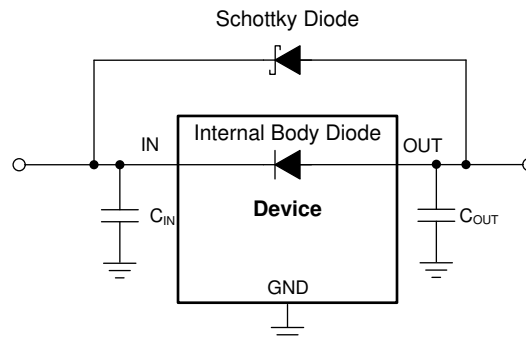 Schottky Diode
IN
Internal Body Diode
OUT
C_IN
Device
C_OUT
GND